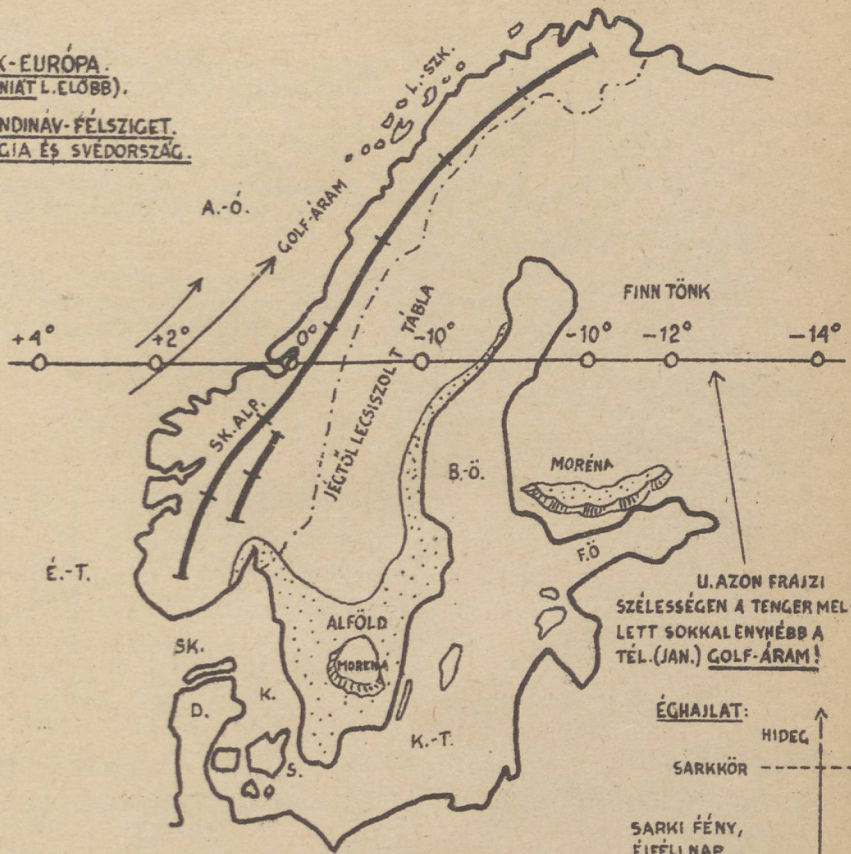 K-EURÓPA.
NIÁT L. ELŐBB).
NDINÁV-FÉLSZIGET.
GIA ÉS SVÉDORSZÁG.
L.-SZK.
A.-Ó.
GOLF-ÁRAM
FINN TÖNK
+4° +2° 0° -10° -10° -12° -14°
SK. ALP.
JÉGTŐL LECSISZOLT TÁBLA
B.-Ö.
MORÉNA
F.Ö
É.-T.
U. AZON FRAJZI
SZÉLESSÉGEN A TENGER MEL-
LETT SOKKAL ENYHÉBB A
TÉL. (JAN.) GOLF-ÁRAM!
ALFÖLD
MORÉNA
SK.
D.
K.
S.
K.-T.
ÉGHAJLAT:
HIDEG
SARKKÖR
SARKI FÉNY,
ÉJFÉLI NAP